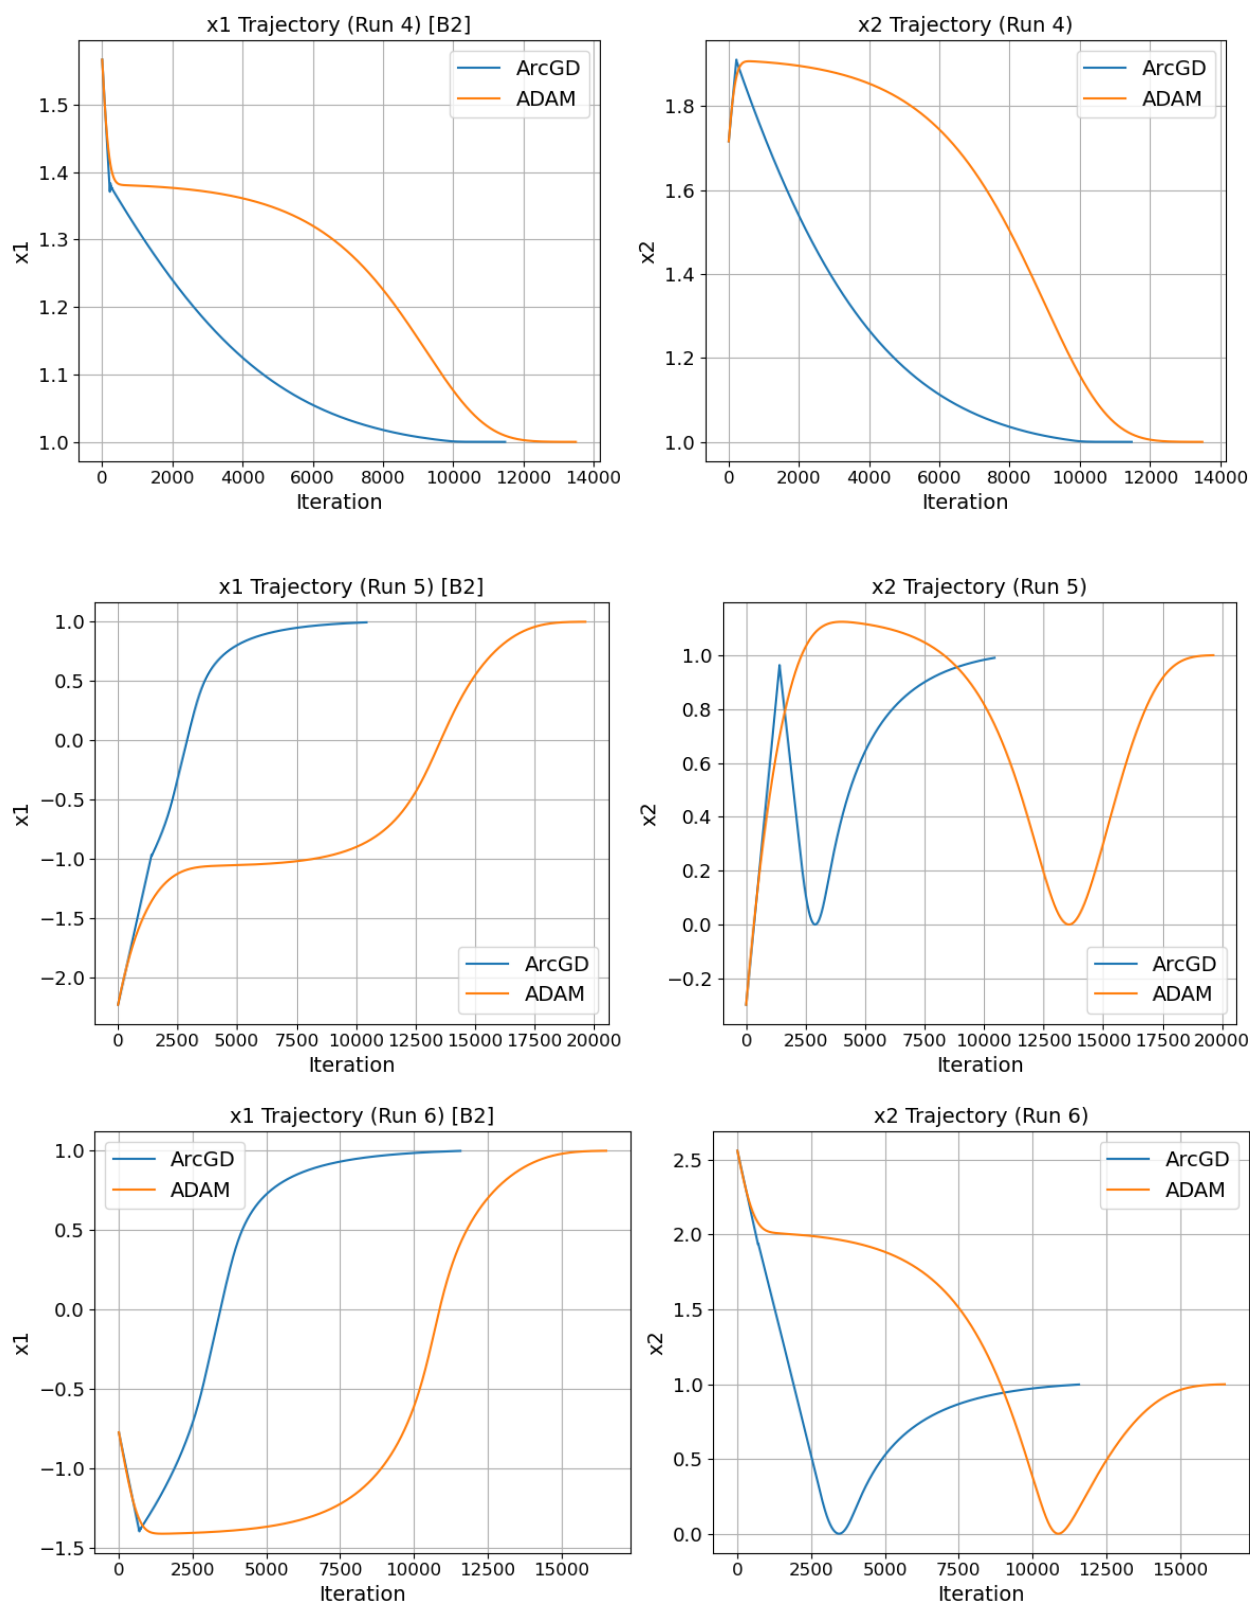 x1 Trajectory (Run 4) [B2]
x1
1.5
1.4
1.3
1.2
1.1
1.0
ArcGD
ADAM
0 2000 4000 6000 8000 10000 12000 14000
Iteration
x2 Trajectory (Run 4)
x2
1.8
1.6
1.4
1.2
1.0
ArcGD
ADAM
0 2000 4000 6000 8000 10000 12000 14000
Iteration
x1 Trajectory (Run 5) [B2]
x1
1.0
0.5
0.0
−0.5
−1.0
−1.5
−2.0
ArcGD
ADAM
0 2500 5000 7500 10000 12500 15000 17500 20000
Iteration
x2 Trajectory (Run 5)
x2
1.0
0.8
0.6
0.4
0.2
0.0
−0.2
ArcGD
ADAM
0 2500 5000 7500 10000 12500 15000 17500 20000
Iteration
x1 Trajectory (Run 6) [B2]
x1
1.0
0.5
0.0
−0.5
−1.0
−1.5
ArcGD
ADAM
0 2500 5000 7500 10000 12500 15000
Iteration
x2 Trajectory (Run 6)
x2
2.5
2.0
1.5
1.0
0.5
0.0
ArcGD
ADAM
0 2500 5000 7500 10000 12500 15000
Iteration